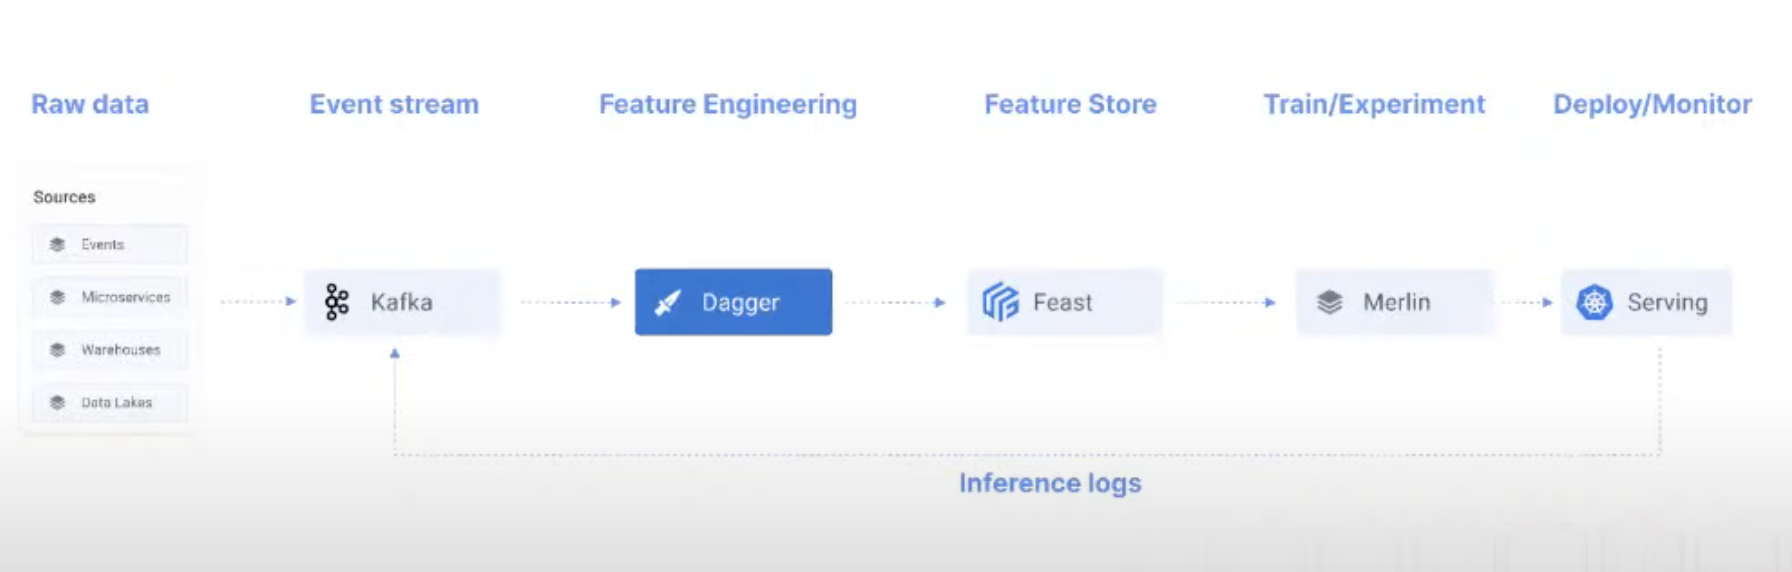 Raw data
Event stream
Feature Engineering
Feature Store
Train/Experiment
Deploy/Monitor
Sources
Events
Microservices
Warehouses
Data Lakes
Kafka
Dagger
Feast
Merlin
Serving
Inference logs